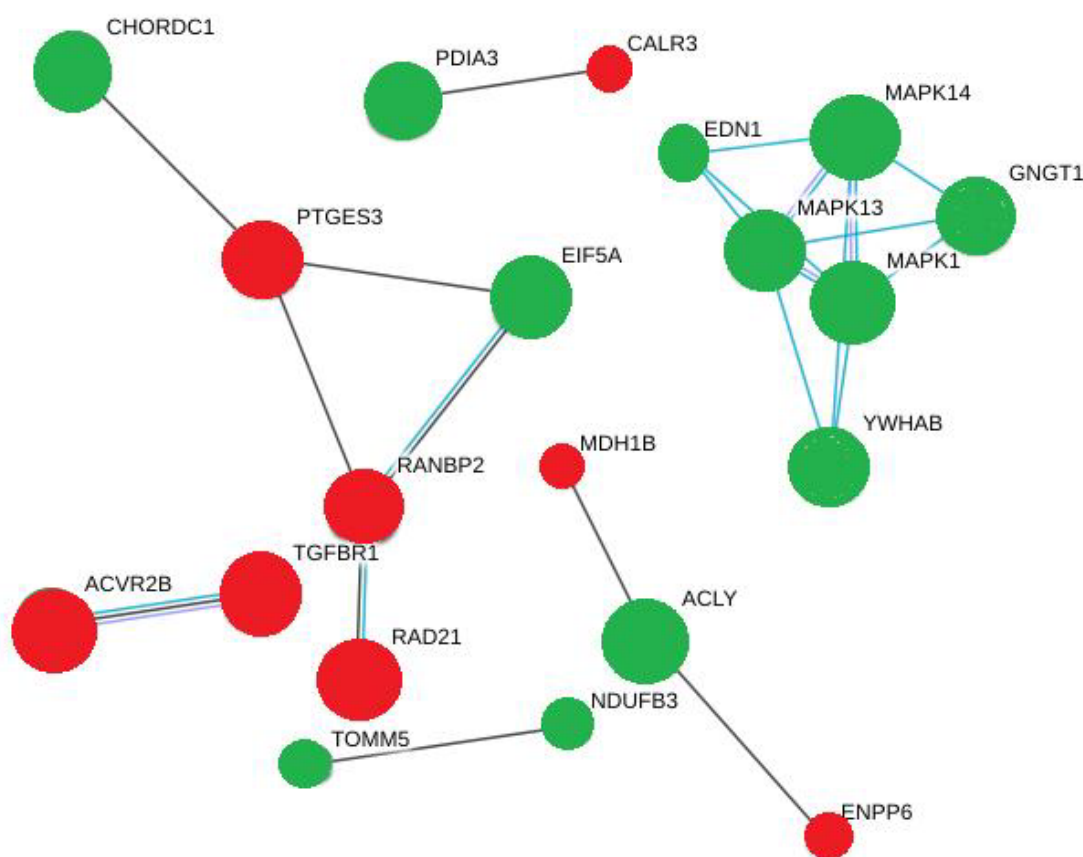 CHORDC1
PDIA3
CALR3
MAPK14
EDN1
GNGT1
PTGES3
MAPK13
EIF5A
MAPK1
YWHAB
MDH1B
RANBP2
TGFBR1
ACVR2B
ACLY
RAD21
NDUFB3
TOMM5
ENPP6